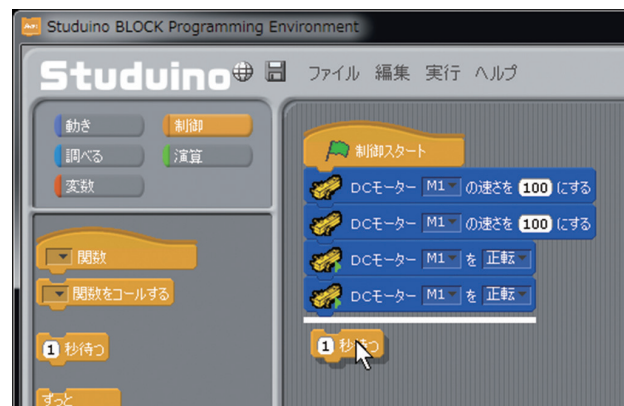 Studuino BLOCK Programming Environment
Studuino ファイル 編集 実行 ヘルプ
動き 制御
調べる 演算
変数
関数
関数をコールする
1 秒待つ
ずっと
制御スタート
DCモーター M1 の速さを 100 にする
DCモーター M1 の速さを 100 にする
DCモーター M1 を 正転
DCモーター M1 を 正転
1 秒待つ